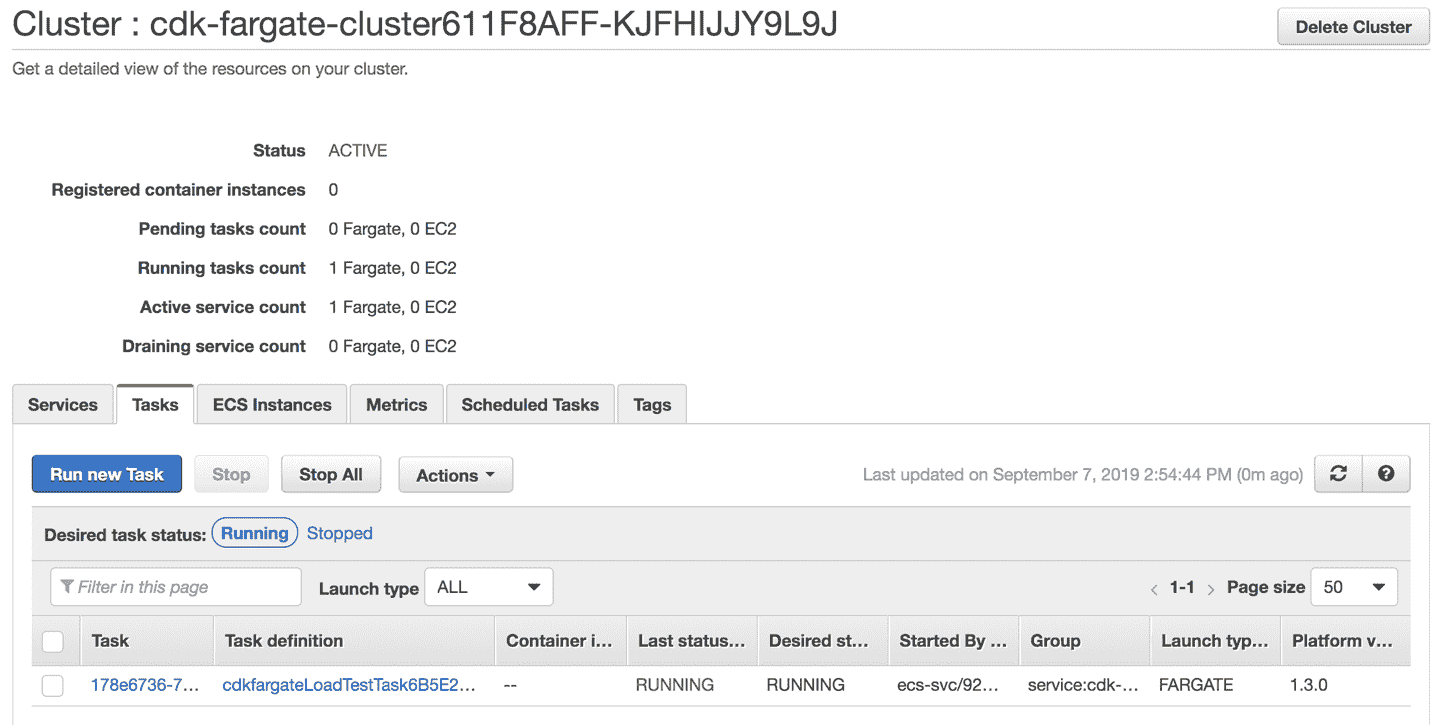 Cluster : cdk-fargate-cluster611F8AFF-KJFHIJJY9L9J
Delete Cluster
Get a detailed view of the resources on your cluster.
Status ACTIVE
Registered container instances 0
Pending tasks count 0 Fargate, 0 EC2
Running tasks count 1 Fargate, 0 EC2
Active service count 1 Fargate, 0 EC2
Draining service count 0 Fargate, 0 EC2
Services Tasks ECS Instances Metrics Scheduled Tasks Tags
Run new Task Stop Stop All Actions Last updated on September 7, 2019 2:54:44 PM (0m ago)
Desired task status: Running Stopped
Filter in this page Launch type ALL < 1-1 > Page size 50
Task Task definition Container i... Last status... Desired st... Started By ... Group Launch typ... Platform v...
178e6736-7... cdkfargateLoadTestTask6B5E2... -- RUNNING RUNNING ecs-svc/92... service:cdk-... FARGATE 1.3.0